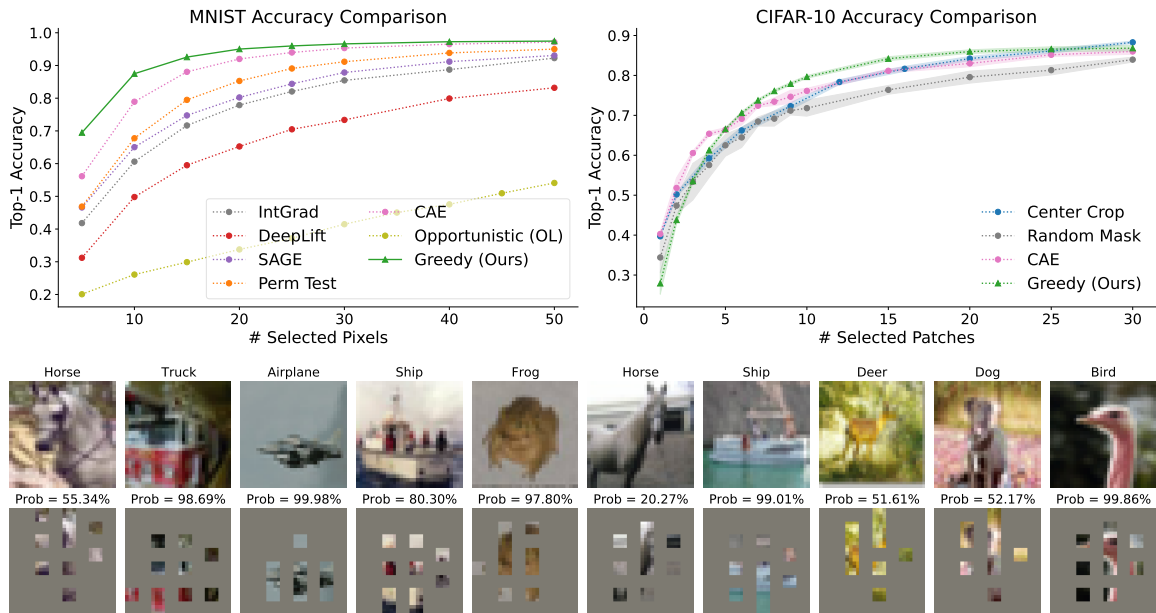 MNIST Accuracy Comparison
Top-1 Accuracy
1.0
0.9
0.8
0.7
0.6
0.5
0.4
0.3
0.2
IntGrad
DeepLift
SAGE
Perm Test
CAE
Opportunistic (OL)
Greedy (Ours)
10 20 30 40 50
# Selected Pixels
CIFAR-10 Accuracy Comparison
Top-1 Accuracy
0.9
0.8
0.7
0.6
0.5
0.4
0.3
Center Crop
Random Mask
CAE
Greedy (Ours)
0 5 10 15 20 25 30
# Selected Patches
Horse Truck Airplane Ship Frog Horse Ship Deer Dog Bird
Prob = 55.34% Prob = 98.69% Prob = 99.98% Prob = 80.30% Prob = 97.80% Prob = 20.27% Prob = 99.01% Prob = 51.61% Prob = 52.17% Prob = 99.86%